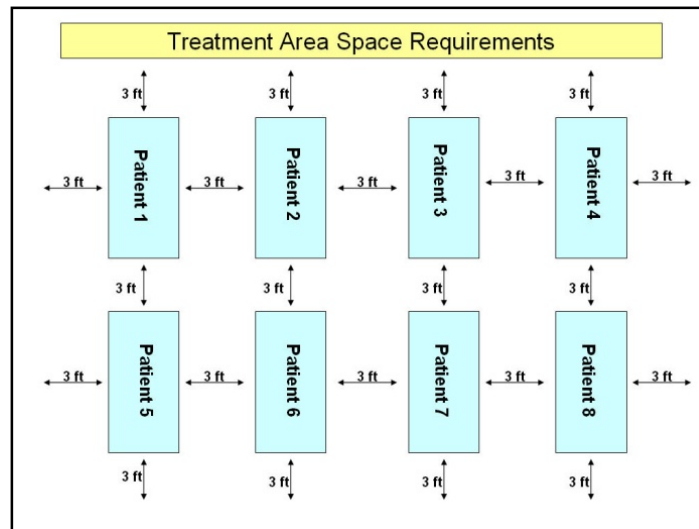 Treatment Area Space Requirements
3 ft
3 ft
3 ft
3 ft
Patient 1
Patient 2
Patient 3
Patient 4
3 ft
3 ft
3 ft
3 ft
3 ft
3 ft
3 ft
3 ft
3 ft
Patient 5
Patient 6
Patient 7
Patient 8
3 ft
3 ft
3 ft
3 ft
3 ft
3 ft
3 ft
3 ft
3 ft